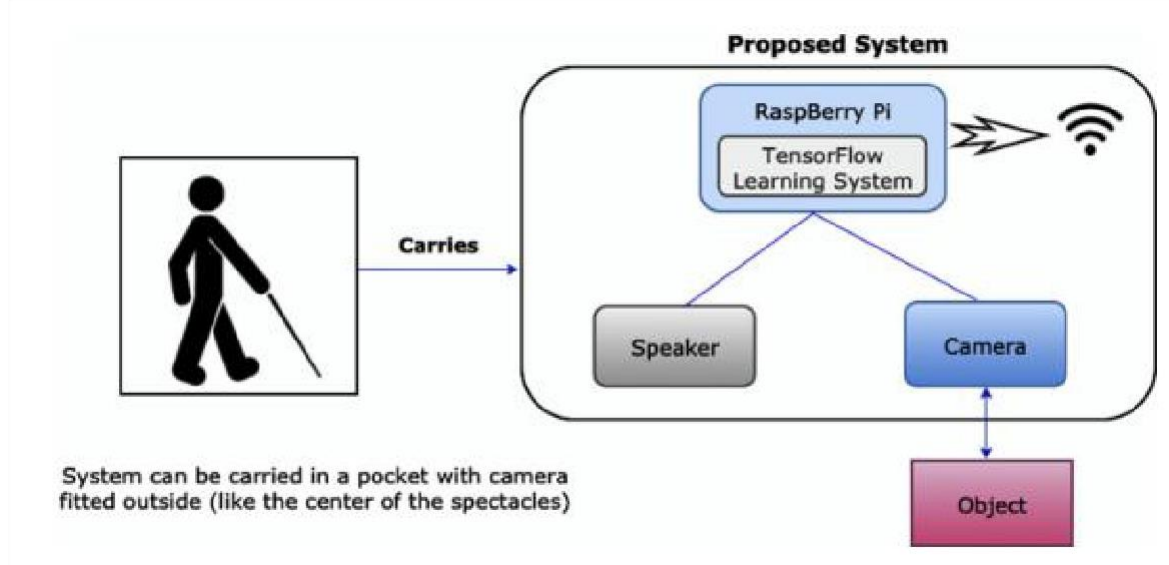 Proposed System
RaspBerry Pi
TensorFlow
Learning System
Carries
Speaker
Camera
System can be carried in a pocket with camera
fitted outside (like the center of the spectacles)
Object